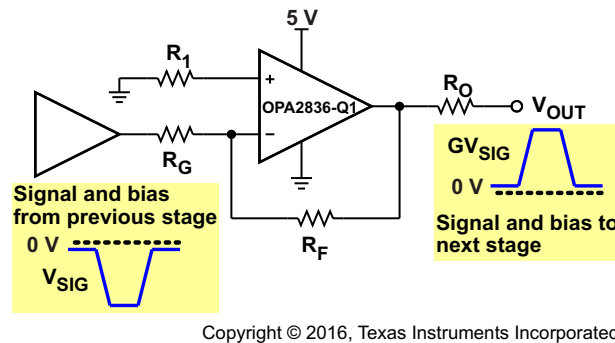 5 V
R1
+
OPA2836-Q1
−
RO
VOUT
RG
GVSIG
0 V
Signal and bias to
next stage
Signal and bias
from previous stage
0 V
VSIG
RF
Copyright © 2016, Texas Instruments Incorporated